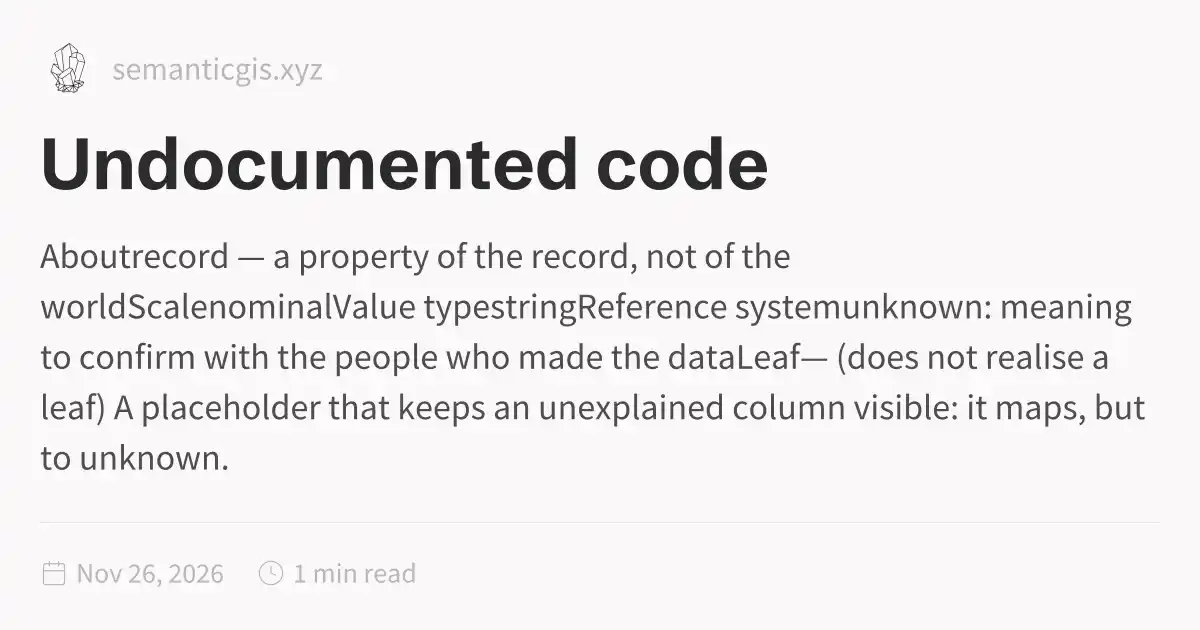 semanticgis.xyz
Undocumented code
Aboutrecord — a property of the record, not of the
worldScalenominalValue typestringReference systemunknown: meaning
to confirm with the people who made the dataLeaf— (does not realise a
leaf) A placeholder that keeps an unexplained column visible: it maps, but
to unknown.
Nov 26, 2026 1 min read